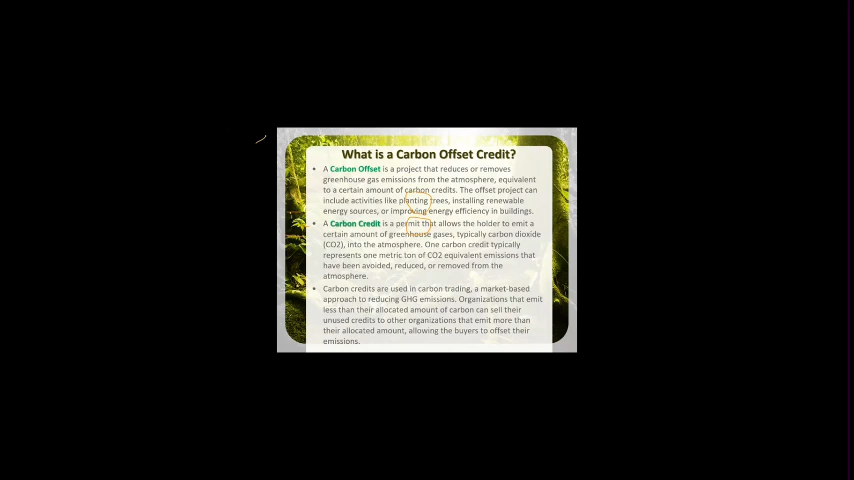 What is a Carbon Offset Credit?
• A Carbon Offset is a project that reduces or removes
greenhouse gas emissions from the atmosphere, equivalent
to a certain amount of carbon credits. The offset project can
include activities like planting trees, installing renewable
energy sources, or improving energy efficiency in buildings.
• A Carbon Credit is a permit that allows the holder to emit a
certain amount of greenhouse gases, typically carbon dioxide
(CO2), into the atmosphere. One carbon credit typically
represents one metric ton of CO2 equivalent emissions that
have been avoided, reduced, or removed from the
atmosphere.
• Carbon credits are used in carbon trading, a market-based
approach to reducing GHG emissions. Organizations that emit
less than their allocated amount of carbon can sell their
unused credits to other organizations that emit more than
their allocated amount, allowing the buyers to offset their
emissions.